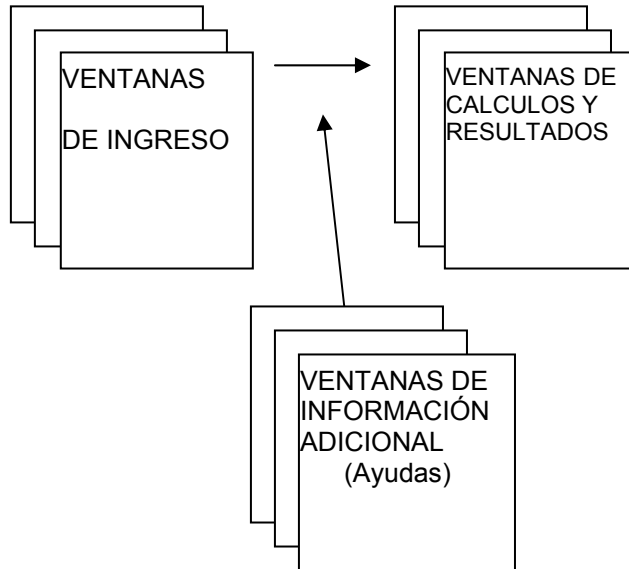 VENTANAS
DE INGRESO
VENTANAS DE
CALCULOS Y
RESULTADOS
VENTANAS DE
INFORMACIÓN
ADICIONAL
(Ayudas)